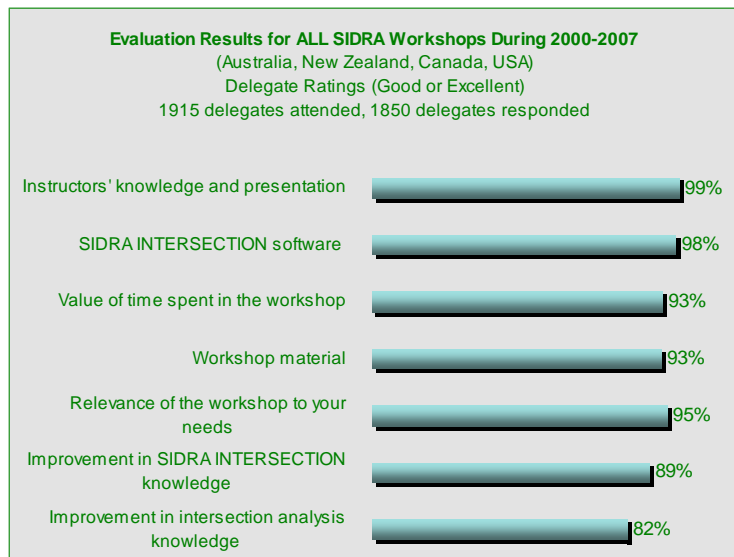 Evaluation Results for ALL SIDRA Workshops During 2000-2007
(Australia, New Zealand, Canada, USA)
Delegate Ratings (Good or Excellent)
1915 delegates attended, 1850 delegates responded
Instructors' knowledge and presentation 99%
SIDRA INTERSECTION software 98%
Value of time spent in the workshop 93%
Workshop material 93%
Relevance of the workshop to your
needs 95%
Improvement in SIDRA INTERSECTION
knowledge 89%
Improvement in intersection analysis
knowledge 82%